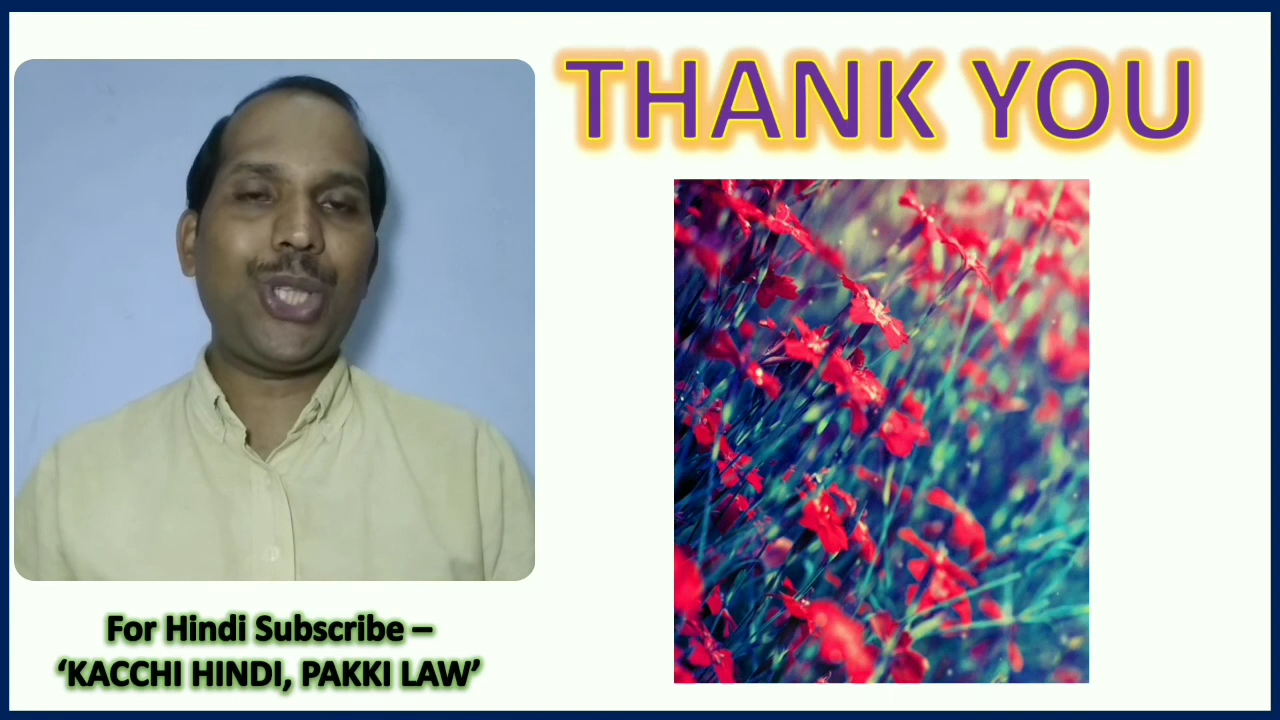 THANK YOU
For Hindi Subscribe –
‘KACCHI HINDI, PAKKI LAW’